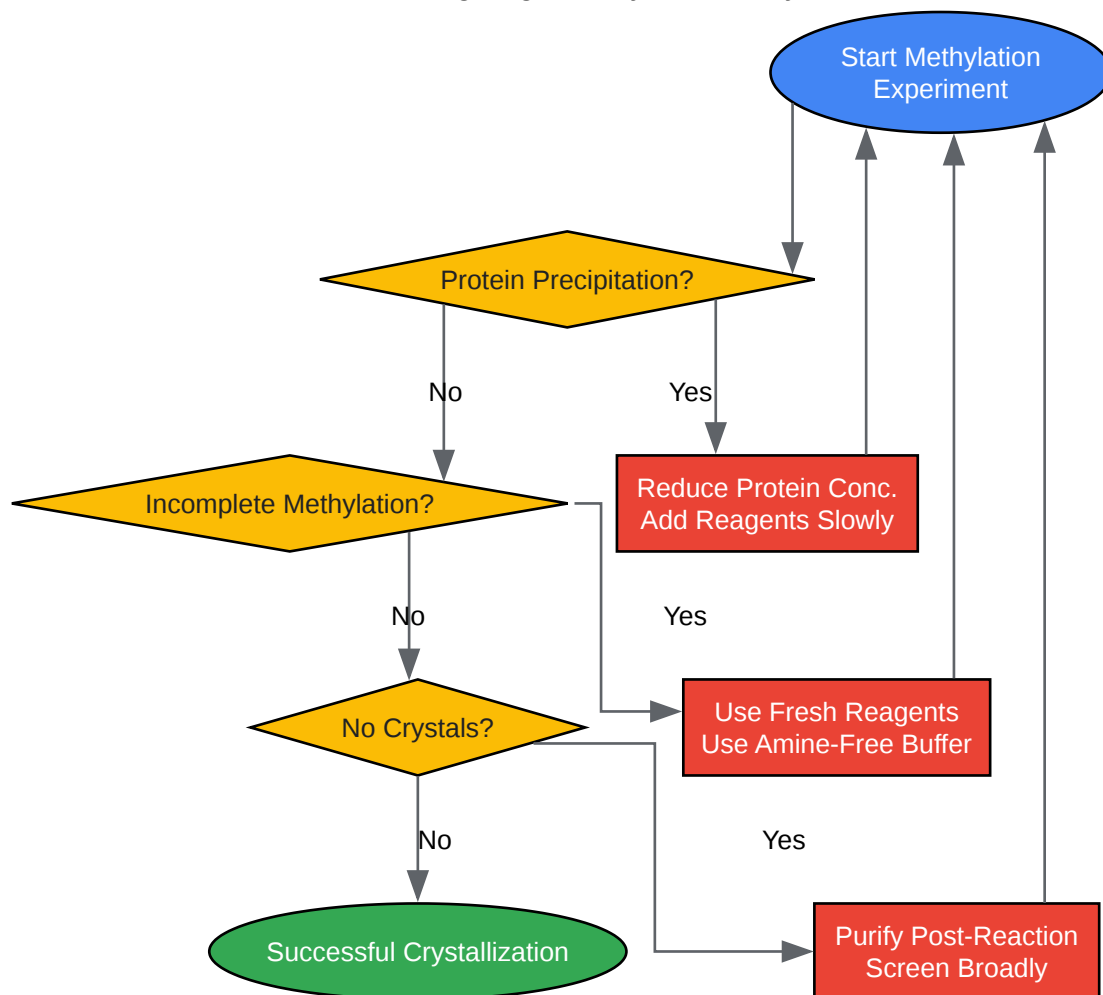 Start Methylation
Experiment
Protein Precipitation?
No
Yes
Incomplete Methylation?
Reduce Protein Conc.
Add Reagents Slowly
No
Yes
No Crystals?
Use Fresh Reagents
Use Amine-Free Buffer
No
Yes
Successful Crystallization
Purify Post-Reaction
Screen Broadly